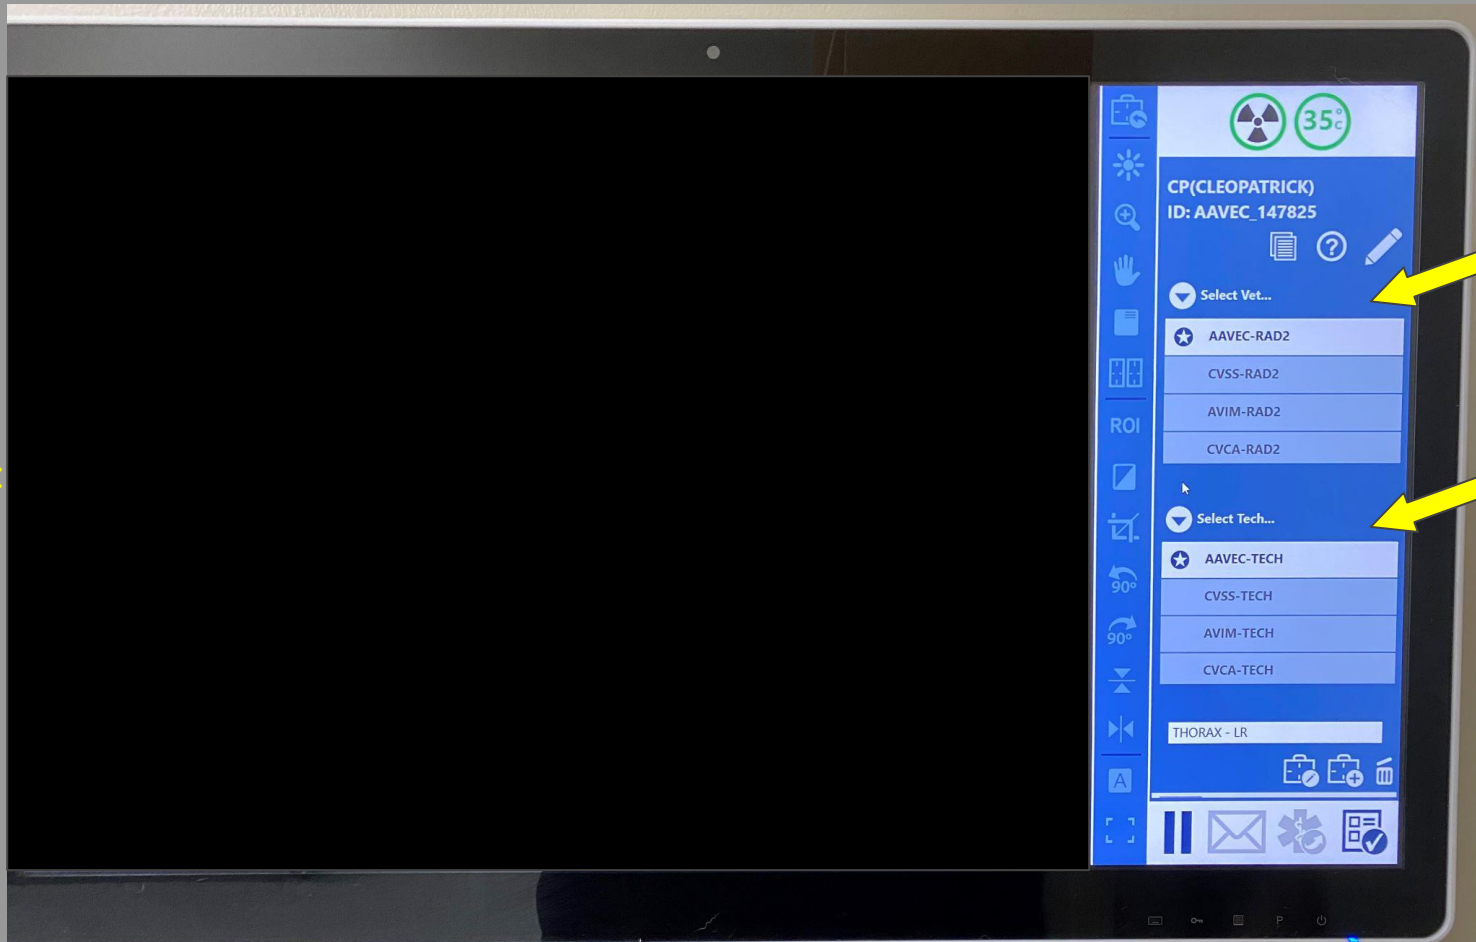 35°C
CP(CLEOPATRICK)
ID: AAVEC_147825
?
Select Vet...
AAVEC-RAD2
CVSS-RAD2
AVIM-RAD2
CVCA-RAD2
ROI
Select Tech...
AAVEC-TECH
CVSS-TECH
90°
90°
AVIM-TECH
CVCA-TECH
THORAX - LR
A
P